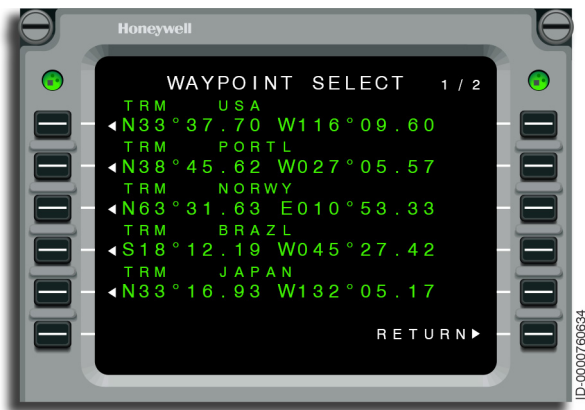 Honeywell
WAYPOINT SELECT 1 / 2
TRM USA
◄N33°37.70 W116°09.60
TRM PORTL
◄N38°45.62 W027°05.57
TRM NORWY
◄N63°31.63 E010°53.33
TRM BRAZL
◄S18°12.19 W045°27.42
TRM JAPAN
◄N33°16.93 W132°05.17
RETURN►
ID-0000760634